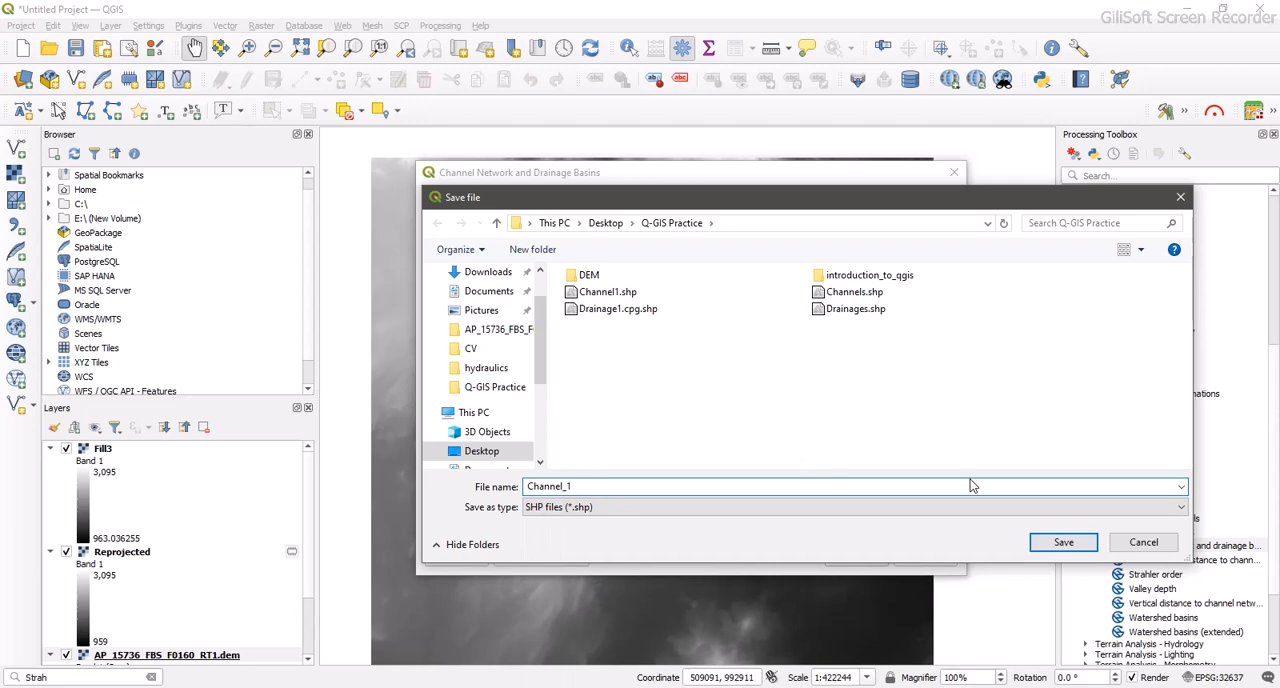 *Untitled Project — QGIS
GiliSoft Screen Recorder
Project Edit View Layer Settings Plugins Vector Raster Database Web Mesh SCP Processing Help
Browser
Spatial Bookmarks
Home
C:\
E:\ (New Volume)
GeoPackage
SpatiaLite
PostgreSQL
SAP HANA
MS SQL Server
Oracle
WMS/WMTS
Scenes
Vector Tiles
XYZ Tiles
WCS
WFS / OGC API - Features
Layers
Fill3
Band 1
3,095
963.036255
Reprojected
Band 1
3,095
959
AP_15736_FBS_F0160_RT1.dem
Channel Network and Drainage Basins
Save file
This PC > Desktop > Q-GIS Practice >
Search Q-GIS Practice
Organize
New folder
Downloads
Documents
Pictures
AP_15736_FBS_F
CV
hydraulics
Q-GIS Practice
This PC
3D Objects
Desktop
DEM
introduction_to_qgis
Channel1.shp
Channels.shp
Drainage1.cpg.shp
Drainages.shp
File name: Channel_1
Save as type: SHP files (*.shp)
Hide Folders
Save
Cancel
Processing Toolbox
Search...
and drainage b...
Strahler order
Valley depth
Vertical distance to channel netw...
Watershed basins
Watershed basins (extended)
Terrain Analysis - Hydrology
Terrain Analysis - Lighting
Strah
Coordinate 509091, 992911
Scale 1:422244
Magnifier 100%
Rotation 0.0 °
Render
EPSG:32637